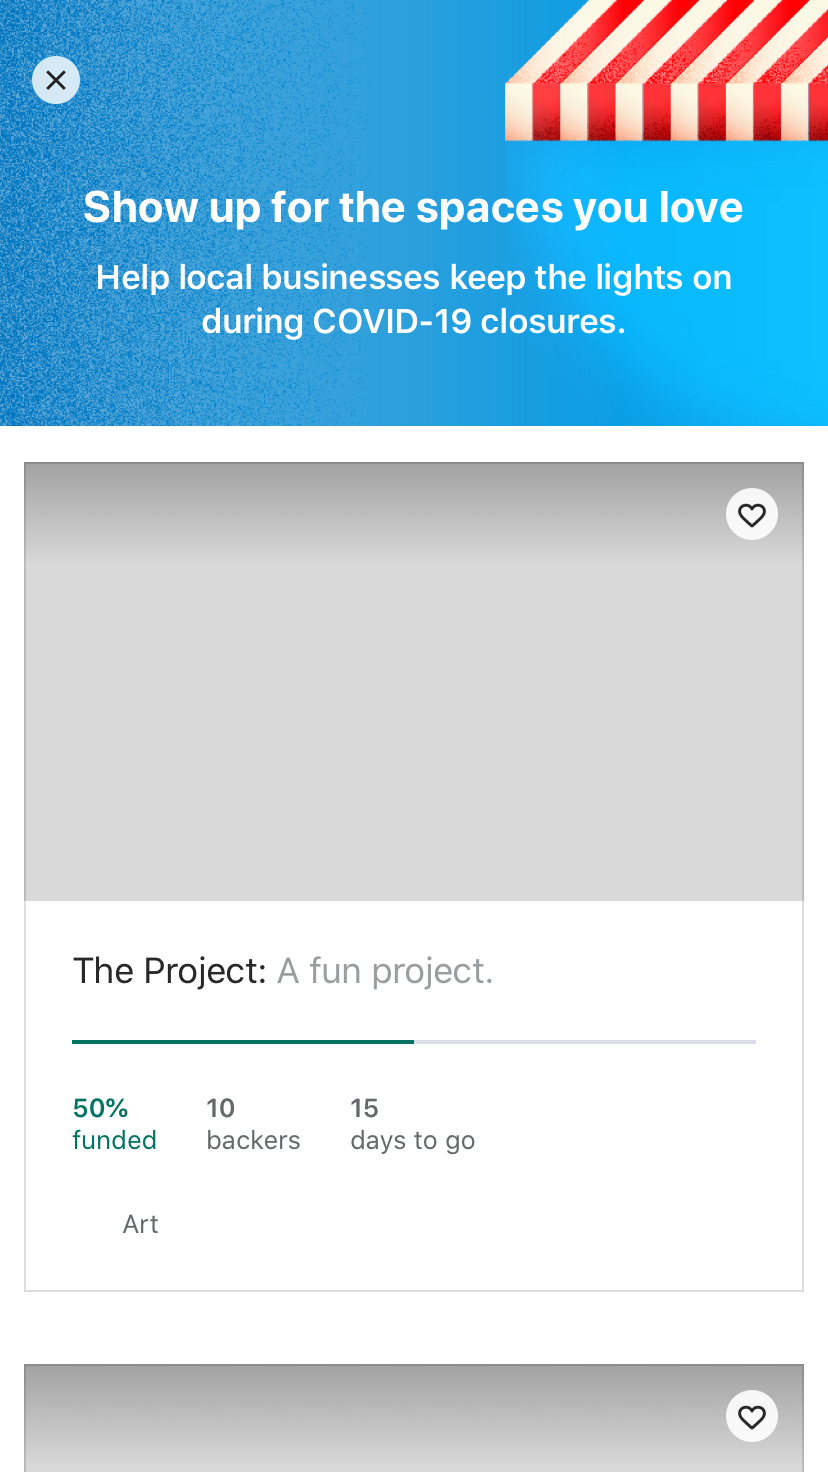 Show up for the spaces you love
Help local businesses keep the lights on
during COVID-19 closures.
The Project: A fun project.
50%
funded
10
backers
15
days to go
Art